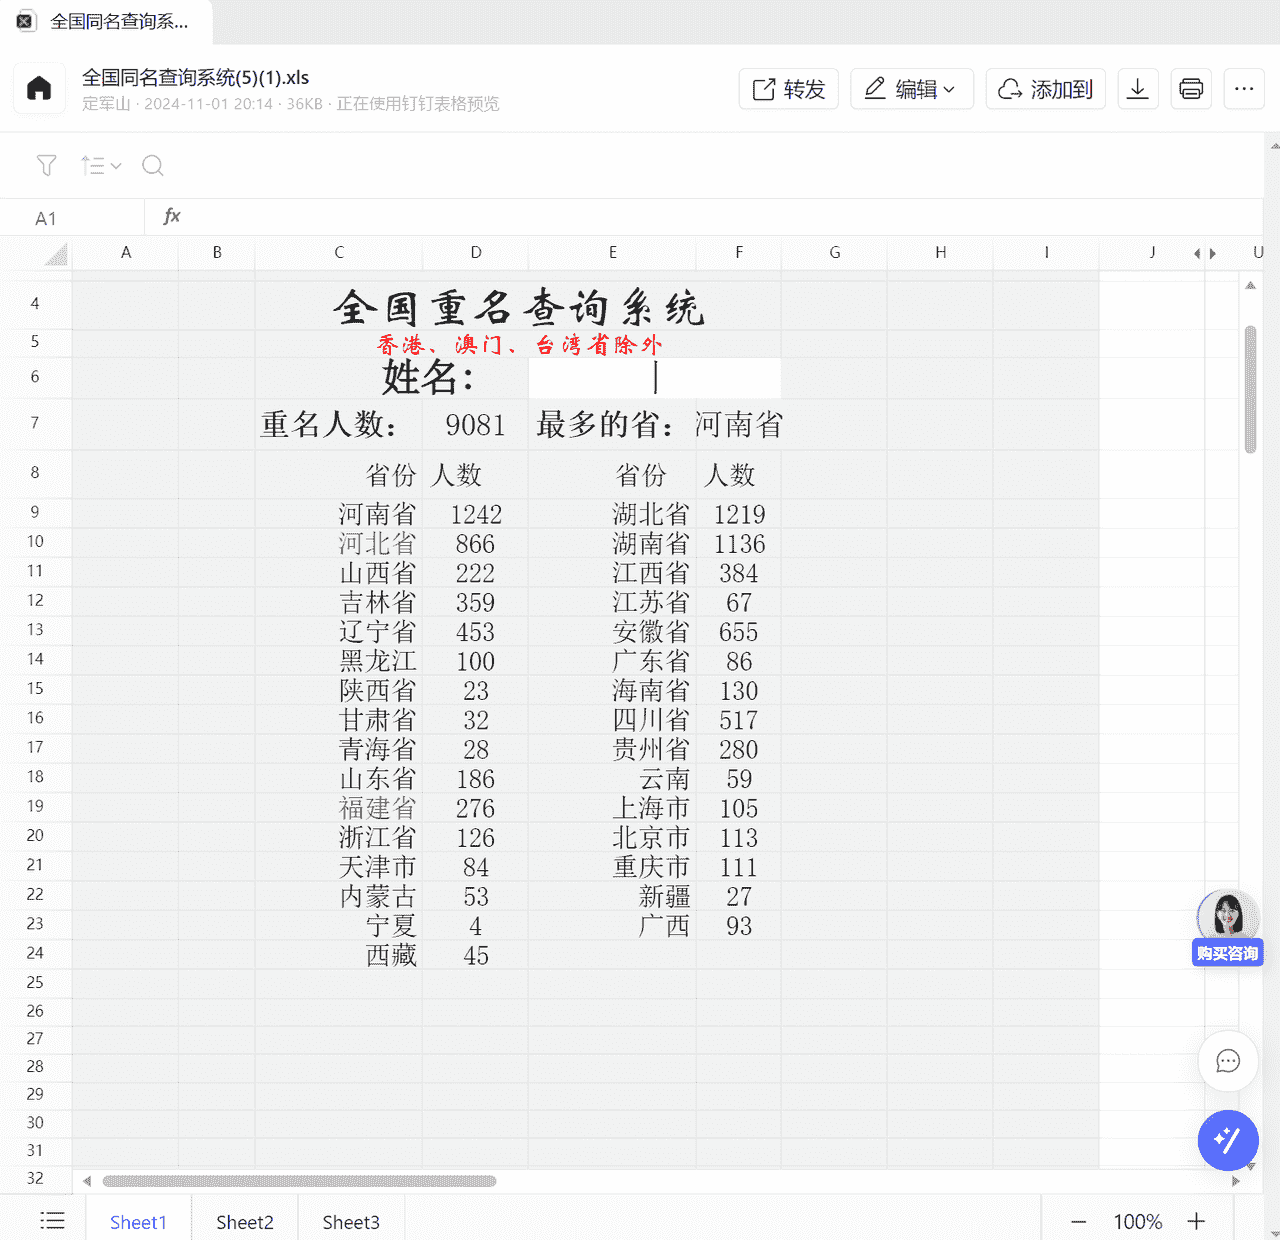 全国同名查询系...
全国同名查询系统(5)(1).xls
定军山 · 2024-11-01 20:14 · 36KB · 正在使用钉钉表格预览
转发 编辑 添加到
A1 fx
A B C D E F G H I J U
4 全国重名查询系统
5 香港、澳门、台湾省除外
6 姓名：
7 重名人数： 9081 最多的省：河南省
8 省份 人数 省份 人数
9 河南省 1242 湖北省 1219
10 河北省 866 湖南省 1136
11 山西省 222 江西省 384
12 吉林省 359 江苏省 67
13 辽宁省 453 安徽省 655
14 黑龙江 100 广东省 86
15 陕西省 23 海南省 130
16 甘肃省 32 四川省 517
17 青海省 28 贵州省 280
18 山东省 186 云南 59
19 福建省 276 上海市 105
20 浙江省 126 北京市 113
21 天津市 84 重庆市 111
22 内蒙古 53 新疆 27
23 宁夏 4 广西 93
24 西藏 45
购买咨询
25
26
27
28
29
30
31
32
Sheet1 Sheet2 Sheet3 100%